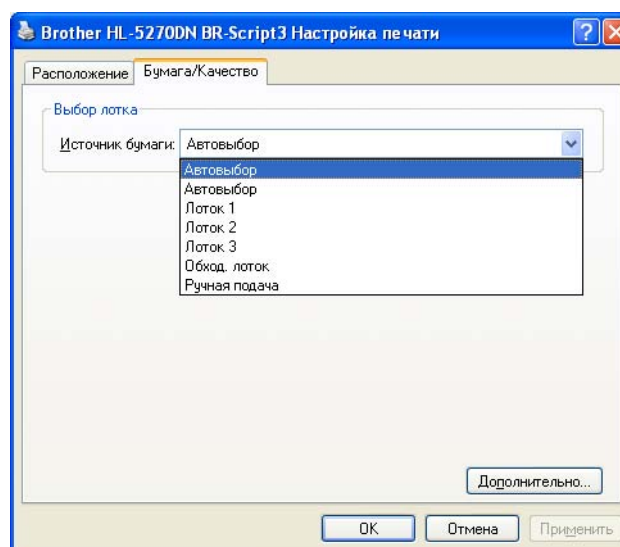 Brother HL-5270DN BR-Script3 Настройка печати
Расположение Бумага/Качество
Выбор лотка
Источник бумаги: Автовыбор
Автовыбор
Автовыбор
Лоток 1
Лоток 2
Лоток 3
Обход. лоток
Ручная подача
Дополнительно...
OK Отмена Применить